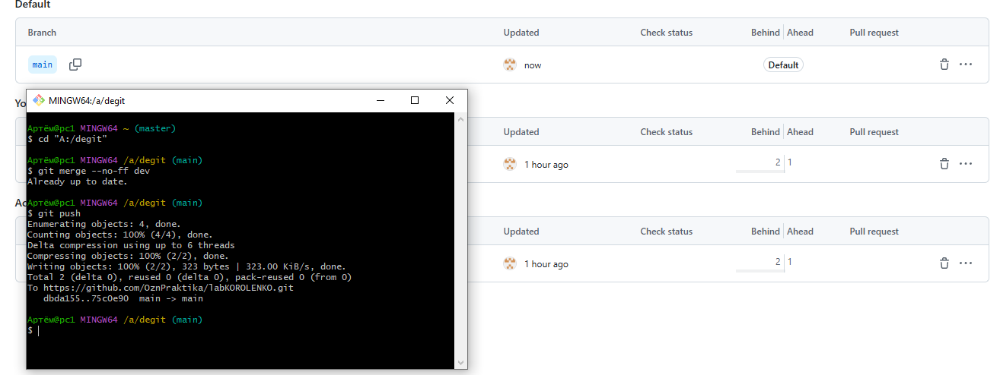 Default
Branch Updated Check status Behind Ahead Pull request
main now Default
Yo
Updated Check status Behind Ahead Pull request
1 hour ago 2 1
Ac
Updated Check status Behind Ahead Pull request
1 hour ago 2 1
MINGW64:/a/degit
Артём@pc1 MINGW64 ~ (master)
$ cd "A:/degit"
Артём@pc1 MINGW64 /a/degit (main)
$ git merge --no-ff dev
Already up to date.
Артём@pc1 MINGW64 /a/degit (main)
$ git push
Enumerating objects: 4, done.
Counting objects: 100% (4/4), done.
Delta compression using up to 6 threads
Compressing objects: 100% (2/2), done.
Writing objects: 100% (2/2), 323 bytes | 323.00 KiB/s, done.
Total 2 (delta 0), reused 0 (delta 0), pack-reused 0 (from 0)
To https://github.com/OznPraktika/labKOROLENKO.git
dbda155..75c0e90 main -> main
Артём@pc1 MINGW64 /a/degit (main)
$